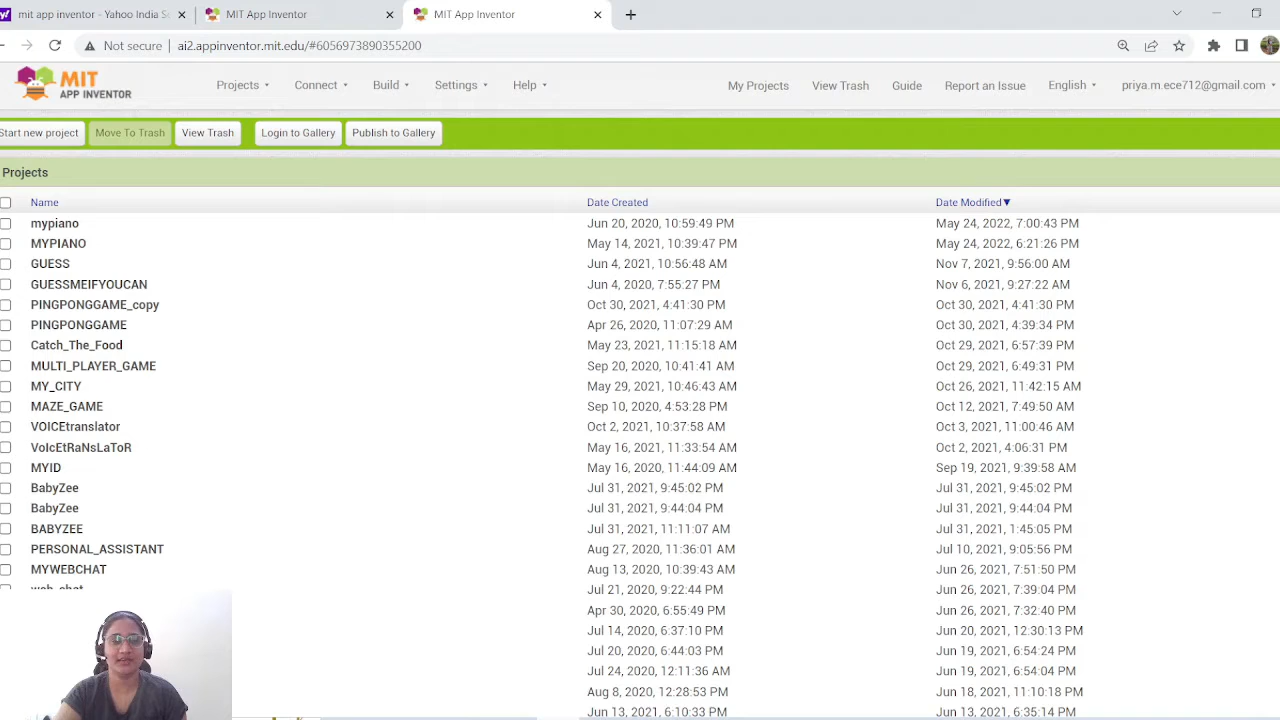 mit app inventor - Yahoo India S
MIT App Inventor
MIT App Inventor
Not secure
ai2.appinventor.mit.edu/#6056973890355200
MIT
APP INVENTOR
Projects
Connect
Build
Settings
Help
My Projects
View Trash
Guide
Report an Issue
English
priya.m.ece712@gmail.com
Start new project
Move To Trash
View Trash
Login to Gallery
Publish to Gallery
Projects
Name Date Created Date Modified
mypiano Jun 20, 2020, 10:59:49 PM May 24, 2022, 7:00:43 PM
MYPIANO May 14, 2021, 10:39:47 PM May 24, 2022, 6:21:26 PM
GUESS Jun 4, 2021, 10:56:48 AM Nov 7, 2021, 9:56:00 AM
GUESSMEIFYOUCAN Jun 4, 2020, 7:55:27 PM Nov 6, 2021, 9:27:22 AM
PINGPONGGAME_copy Oct 30, 2021, 4:41:30 PM Oct 30, 2021, 4:41:30 PM
PINGPONGGAME Apr 26, 2020, 11:07:29 AM Oct 30, 2021, 4:39:34 PM
Catch_The_Food May 23, 2021, 11:15:18 AM Oct 29, 2021, 6:57:39 PM
MULTI_PLAYER_GAME Sep 20, 2020, 10:41:41 AM Oct 29, 2021, 6:49:31 PM
MY_CITY May 29, 2021, 10:46:43 AM Oct 26, 2021, 11:42:15 AM
MAZE_GAME Sep 10, 2020, 4:53:28 PM Oct 12, 2021, 7:49:50 AM
VOICEtranslator Oct 2, 2021, 10:37:58 AM Oct 3, 2021, 11:00:46 AM
VoIcEtRaNsLaToR May 16, 2021, 11:33:54 AM Oct 2, 2021, 4:06:31 PM
MYID May 16, 2020, 11:44:09 AM Sep 19, 2021, 9:39:58 AM
BabyZee Jul 31, 2021, 9:45:02 PM Jul 31, 2021, 9:45:02 PM
BabyZee Jul 31, 2021, 9:44:04 PM Jul 31, 2021, 9:44:04 PM
BABYZEE Jul 31, 2021, 11:11:07 AM Jul 31, 2021, 1:45:05 PM
PERSONAL_ASSISTANT Aug 27, 2020, 11:36:01 AM Jul 10, 2021, 9:05:56 PM
MYWEBCHAT Aug 13, 2020, 10:39:43 AM Jun 26, 2021, 7:51:50 PM
web_chat Jul 21, 2020, 9:22:44 PM Jun 26, 2021, 7:39:04 PM
Apr 30, 2020, 6:55:49 PM Jun 26, 2021, 7:32:40 PM
Jul 14, 2020, 6:37:10 PM Jun 20, 2021, 12:30:13 PM
Jul 20, 2020, 6:44:03 PM Jun 19, 2021, 6:54:24 PM
Jul 24, 2020, 12:11:36 AM Jun 19, 2021, 6:54:04 PM
Aug 8, 2020, 12:28:53 PM Jun 18, 2021, 11:10:18 PM
Jun 13, 2021, 6:10:33 PM Jun 13, 2021, 6:35:14 PM